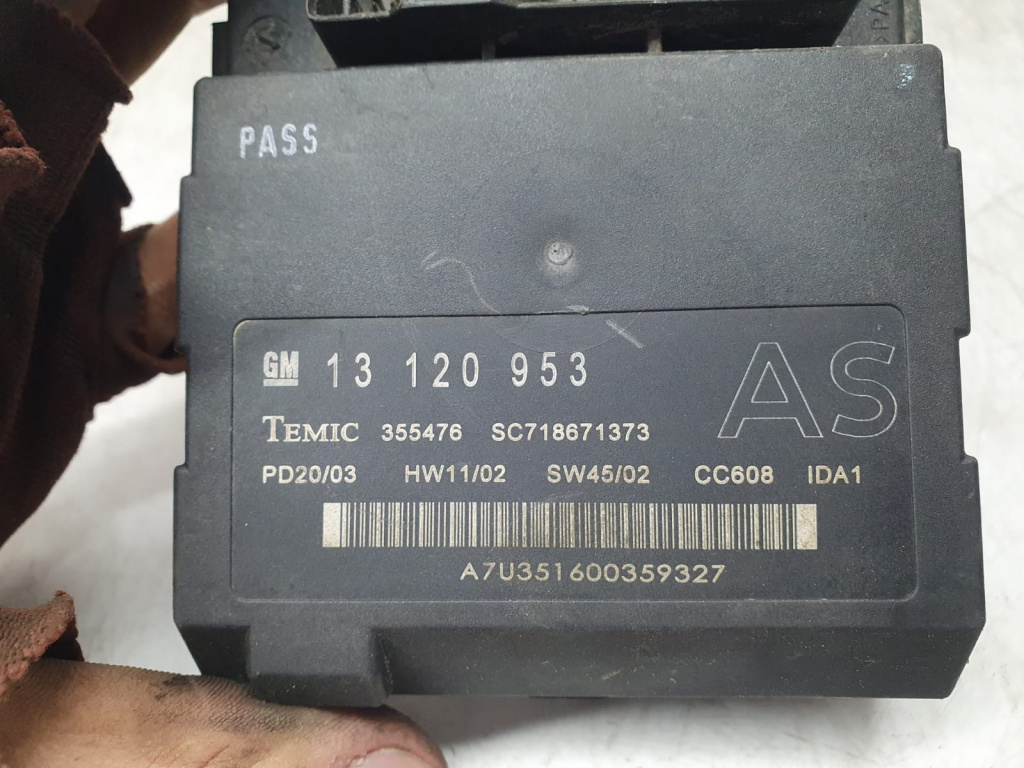 PASS
GM 13 120 953
AS
TEMIC 355476 SC718671373
PD20/03 HW11/02 SW45/02 CC608 IDA1
A7U351600359327